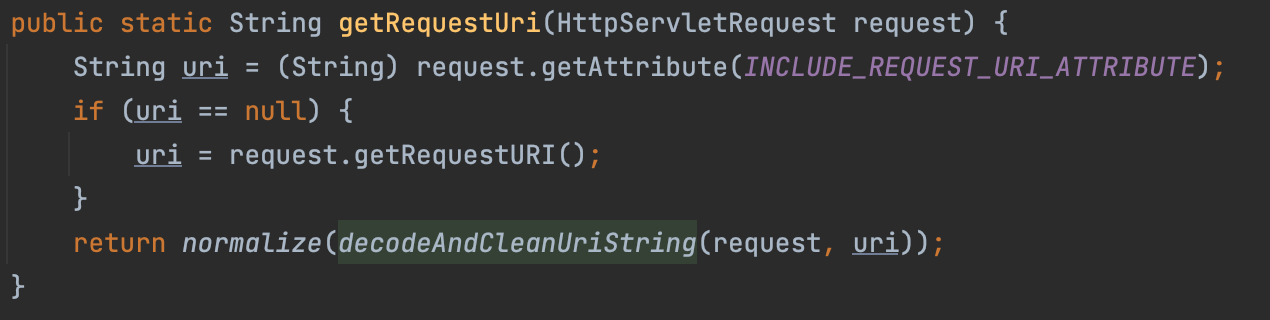 public static String getRequestUri(HttpServletRequest request) {
    String uri = (String) request.getAttribute(INCLUDE_REQUEST_URI_ATTRIBUTE);
    if (uri == null) {
        uri = request.getRequestURI();
    }
    return normalize(decodeAndCleanUriString(request, uri));
}